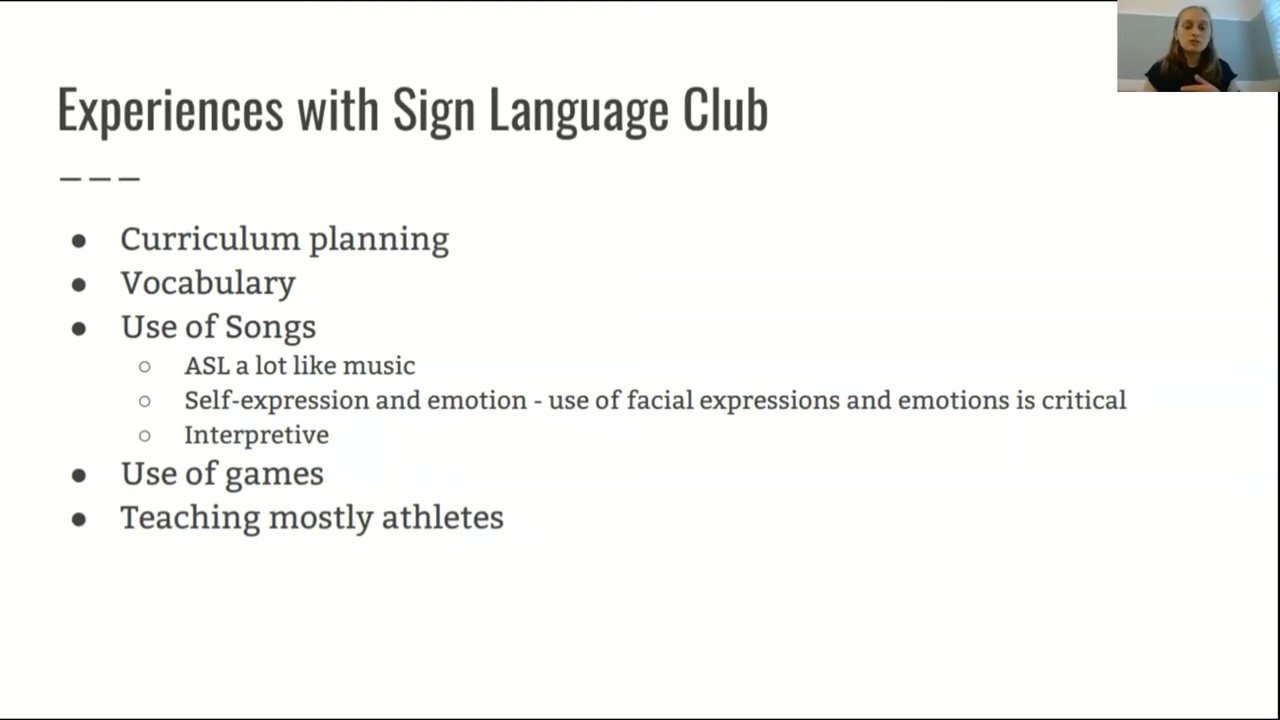 Experiences with Sign Language Club
● Curriculum planning
● Vocabulary
● Use of Songs
○ ASL a lot like music
○ Self-expression and emotion - use of facial expressions and emotions is critical
○ Interpretive
● Use of games
● Teaching mostly athletes